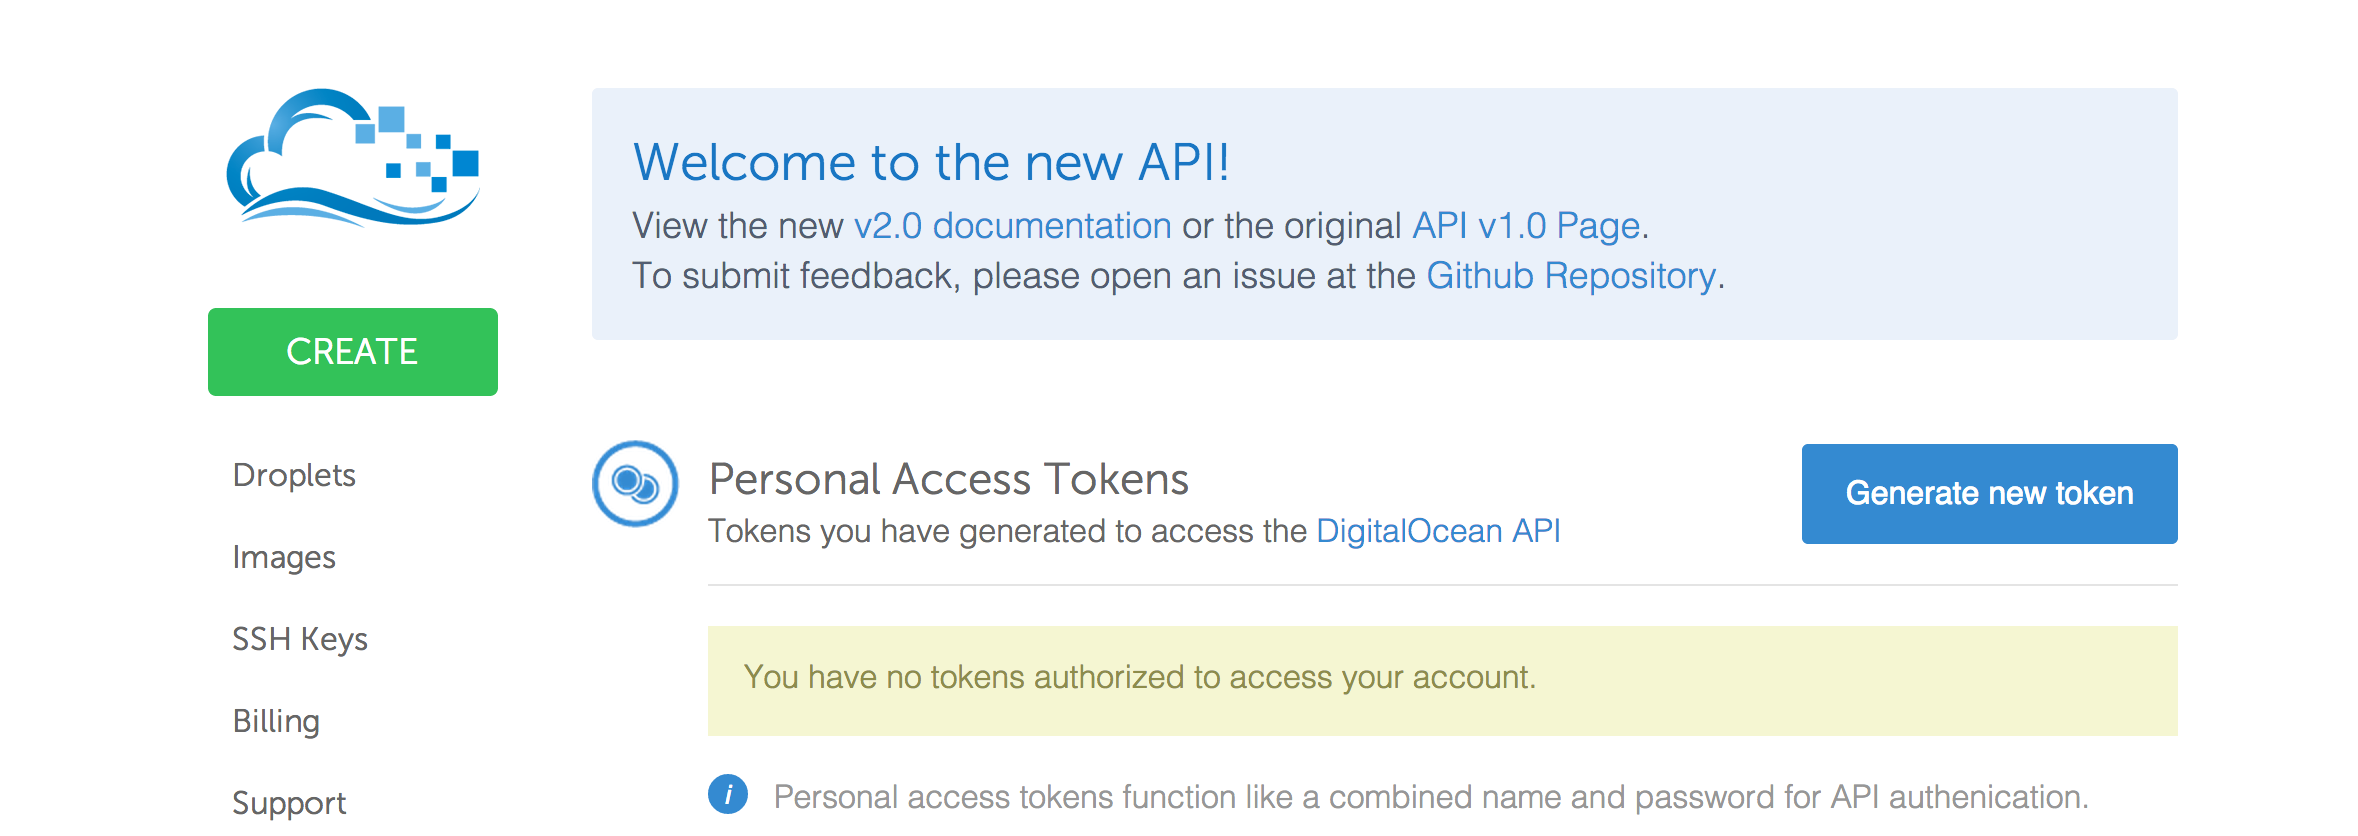 CREATE
Droplets
Images
SSH Keys
Billing
Support
Welcome to the new API!
View the new v2.0 documentation or the original API v1.0 Page.
To submit feedback, please open an issue at the Github Repository.
Personal Access Tokens
Tokens you have generated to access the DigitalOcean API
Generate new token
You have no tokens authorized to access your account.
i Personal access tokens function like a combined name and password for API authenication.